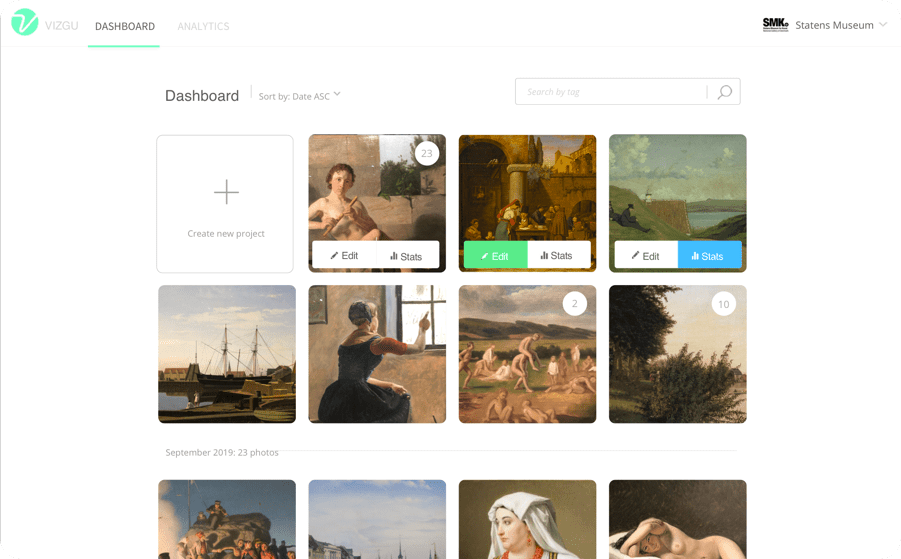 VIZGU DASHBOARD ANALYTICS SMK Statens Museum
Dashboard Sort by: Date ASC Search by tag
23
Create new project
Edit Stats Edit Stats Edit Stats
2 10
September 2019: 23 photos